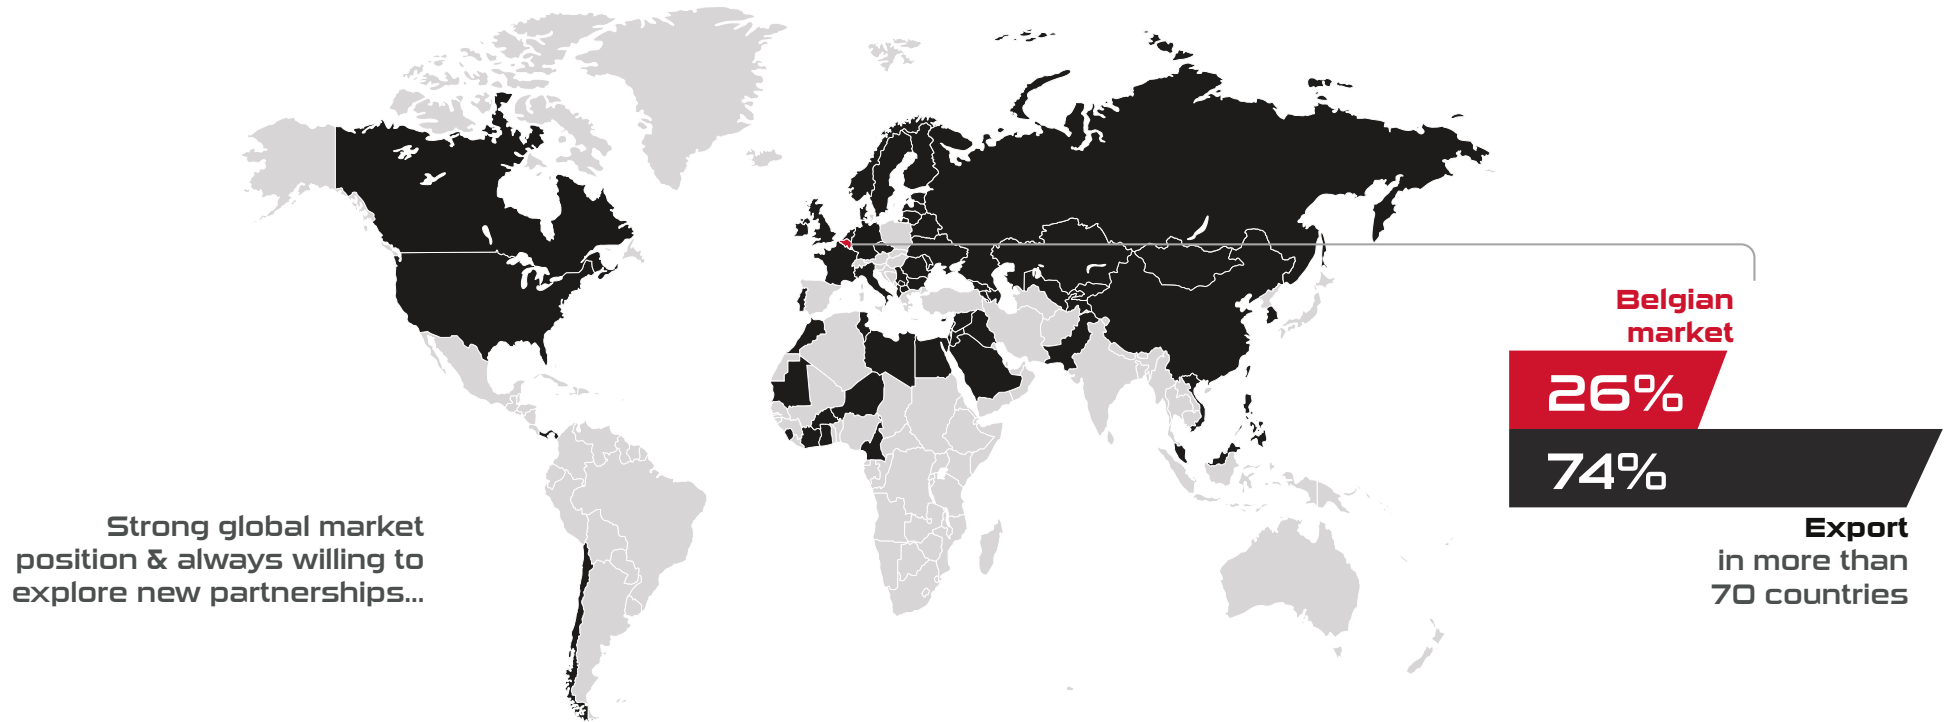 Strong global market
position & always willing to
explore new partnerships...
Belgian
market
26%
74%
Export
in more than
70 countries